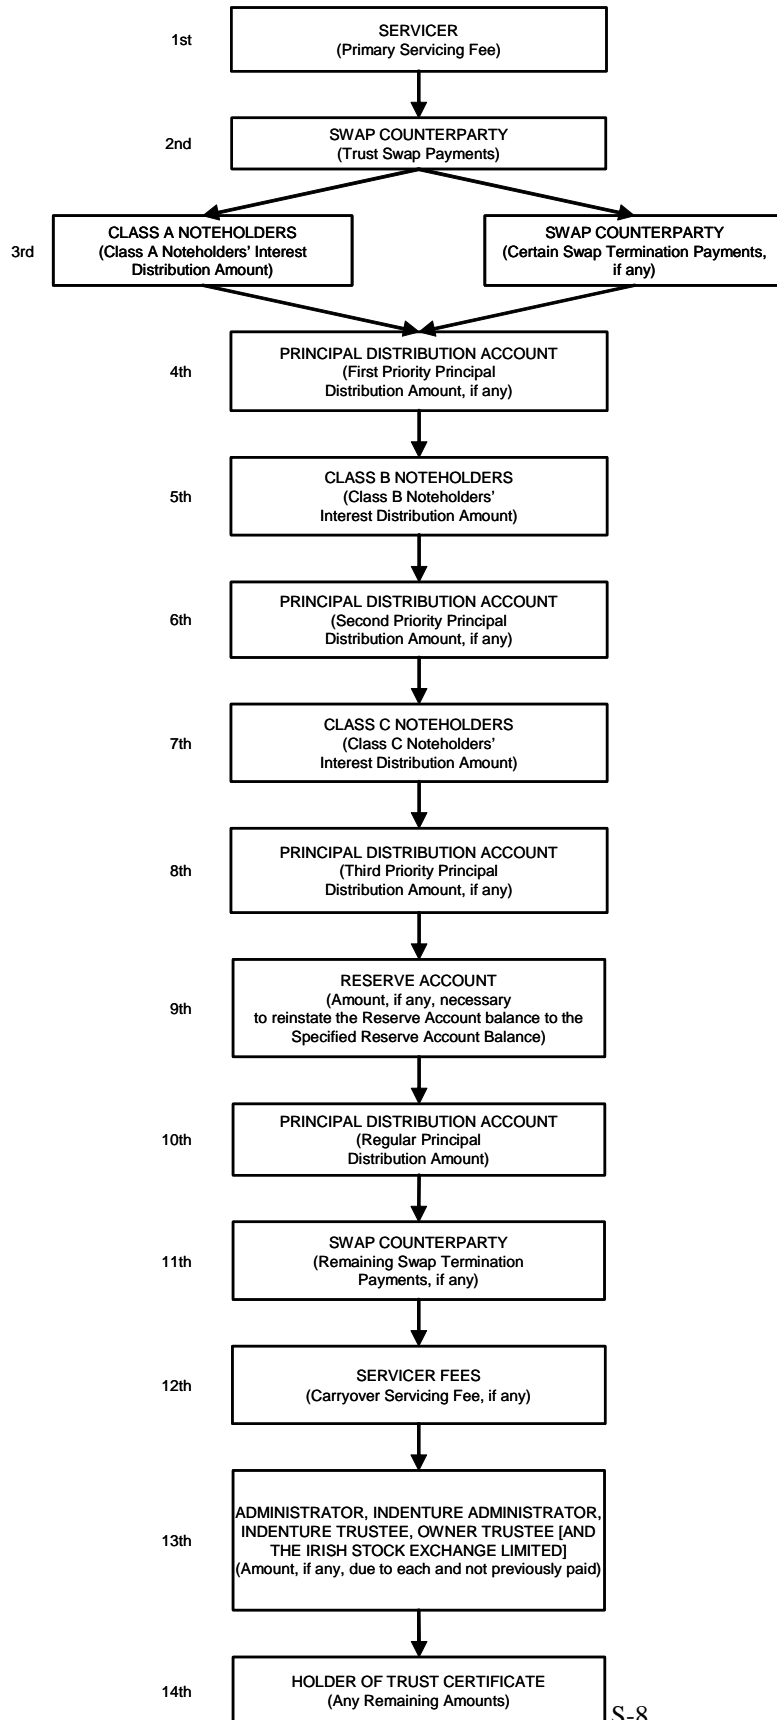 1st
SERVICER
(Primary Servicing Fee)
2nd
SWAP COUNTERPARTY
(Trust Swap Payments)
3rd
CLASS A NOTEHOLDERS
(Class A Noteholders' Interest
Distribution Amount)
SWAP COUNTERPARTY
(Certain Swap Termination Payments,
if any)
4th
PRINCIPAL DISTRIBUTION ACCOUNT
(First Priority Principal
Distribution Amount, if any)
5th
CLASS B NOTEHOLDERS
(Class B Noteholders'
Interest Distribution Amount)
6th
PRINCIPAL DISTRIBUTION ACCOUNT
(Second Priority Principal
Distribution Amount, if any)
7th
CLASS C NOTEHOLDERS
(Class C Noteholders'
Interest Distribution Amount)
8th
PRINCIPAL DISTRIBUTION ACCOUNT
(Third Priority Principal
Distribution Amount, if any)
9th
RESERVE ACCOUNT
(Amount, if any, necessary
to reinstate the Reserve Account balance to the
Specified Reserve Account Balance)
10th
PRINCIPAL DISTRIBUTION ACCOUNT
(Regular Principal
Distribution Amount)
11th
SWAP COUNTERPARTY
(Remaining Swap Termination
Payments, if any)
12th
SERVICER FEES
(Carryover Servicing Fee, if any)
13th
ADMINISTRATOR, INDENTURE ADMINISTRATOR,
INDENTURE TRUSTEE, OWNER TRUSTEE [AND
THE IRISH STOCK EXCHANGE LIMITED]
(Amount, if any, due to each and not previously paid)
14th
HOLDER OF TRUST CERTIFICATE
(Any Remaining Amounts)
S-8